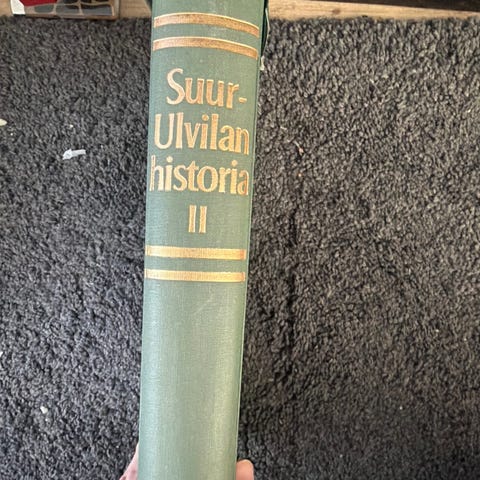 Suur-
Ulvilan
historia
II